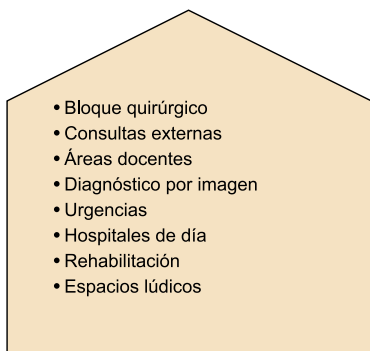 • Bloque quirúrgico
• Consultas externas
• Áreas docentes
• Diagnóstico por imagen
• Urgencias
• Hospitales de día
• Rehabilitación
• Espacios lúdicos